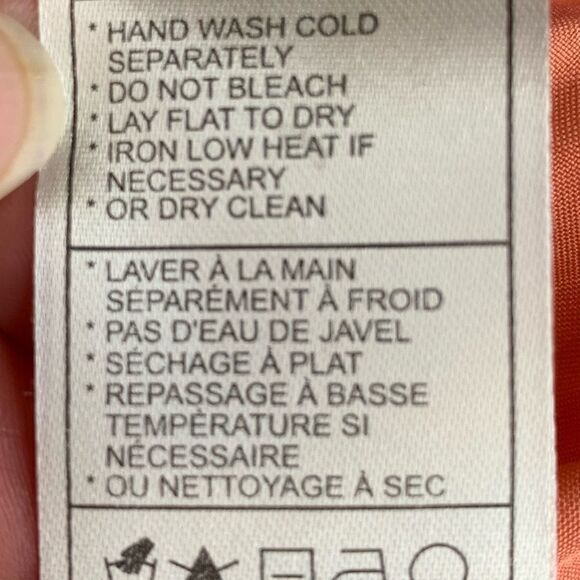 * HAND WASH COLD
SEPARATELY
* DO NOT BLEACH
* LAY FLAT TO DRY
* IRON LOW HEAT IF
NECESSARY
* OR DRY CLEAN
* LAVER À LA MAIN
SEPARÉMENT À FROID
* PAS D'EAU DE JAVEL
* SÉCHAGE À PLAT
* REPASSAGE À BASSE
TEMPÉRATURE SI
NÉCESSAIRE
* OU NETTOYAGE À SEC